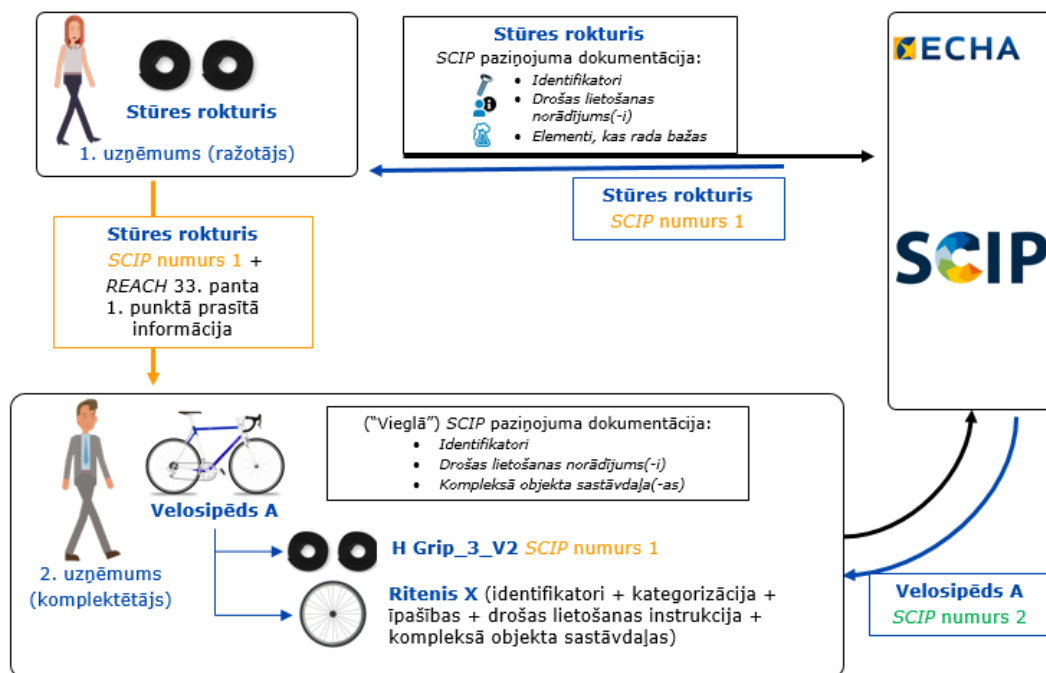 Stūres rokturis
1. uzņēmums (ražotājs)
Stūres rokturis
SCIP paziņojuma dokumentācija:
• Identifikatori
• Drošas lietošanas
norādījums(-i)
• Elementi, kas rada bažas
ECHA
Stūres rokturis
SCIP numurs 1
SCIP
Stūres rokturis
SCIP numurs 1 +
REACH 33. panta
1. punktā prasītā
informācija
("Vieglā") SCIP paziņojuma dokumentācija:
• Identifikatori
• Drošas lietošanas norādījums(-i)
• Kompleksā objekta sastāvdaļa(-as)
Velosipēds A
2. uzņēmums
(komplektētājs)
H Grip_3_V2 SCIP numurs 1
Ritenis X (identifikatori + kategorizācija +
īpašības + drošas lietošanas instrukcija +
kompleksā objekta sastāvdaļas)
Velosipēds A
SCIP numurs 2